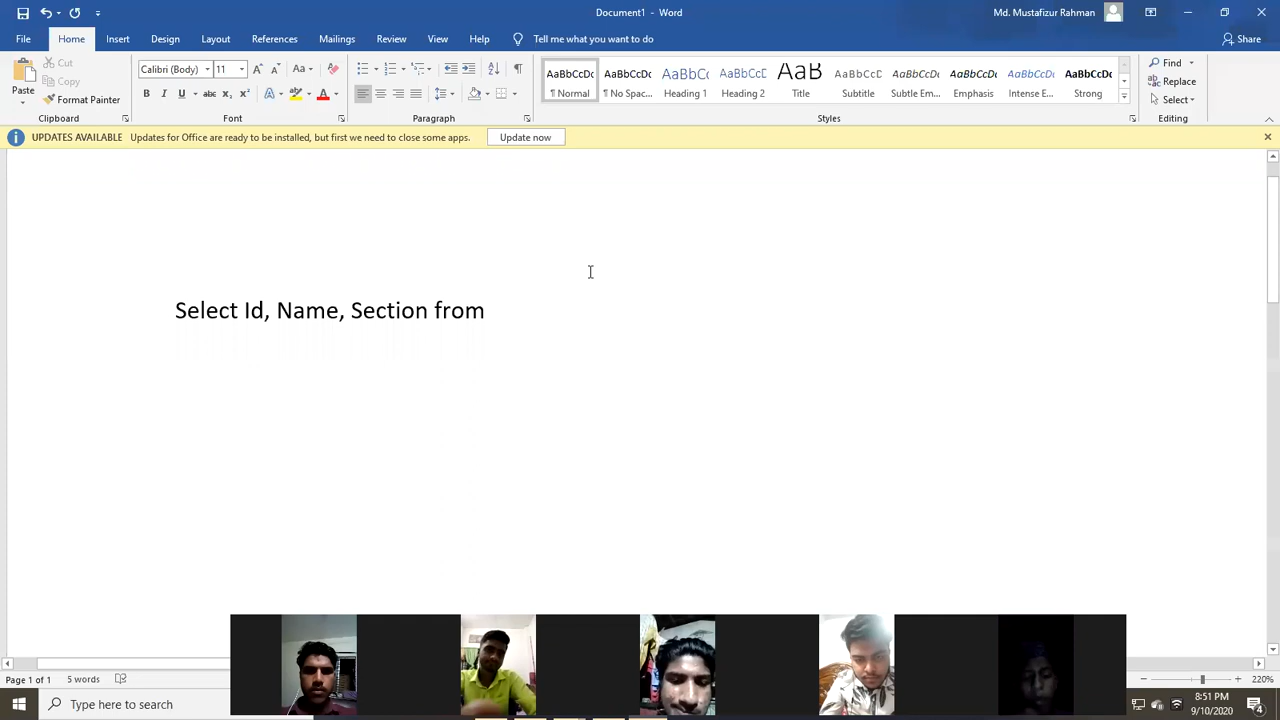 Document1 - Word
Md. Mustafizur Rahman
File Home Insert Design Layout References Mailings Review View Help Tell me what you want to do Share
Paste
Cut
Copy
Format Painter
Clipboard
Calibri (Body) 11
Font
Paragraph
AaBbCcDc AaBbCcDc AaBbCc AaBbCcC AaB AaBbCcC AaBbCcDc AaBbCcDc AaBbCcDc AaBbCcDc
¶ Normal ¶ No Spac... Heading 1 Heading 2 Title Subtitle Subtle Em... Emphasis Intense E... Strong
Styles
Find
Replace
Select
Editing
UPDATES AVAILABLE Updates for Office are ready to be installed, but first we need to close some apps. Update now
Select Id, Name, Section from
Page 1 of 1 5 words
220%
Type here to search
8:51 PM
9/10/2020
4